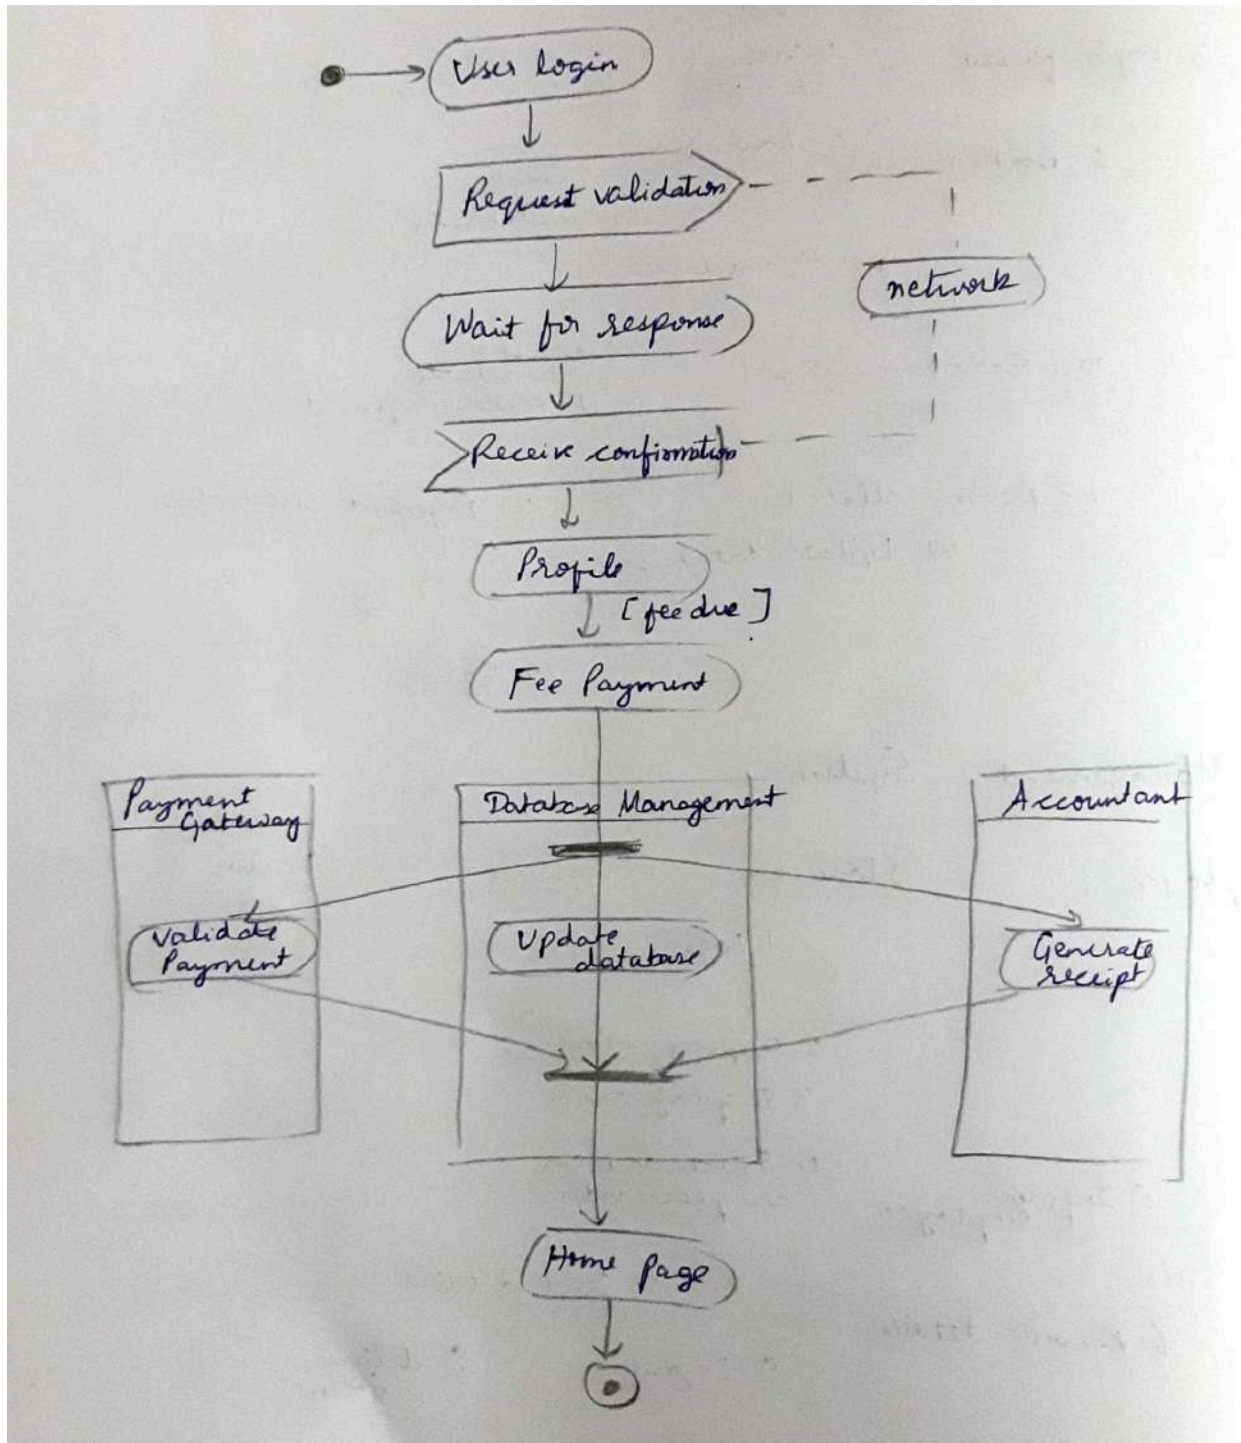 User login
Request validation
network
Wait for response
Receive confirmation
Profile
[fee due]
Fee Payment
Payment
Gateway
Database Management
Accountant
Validate
Payment
Update
database
Generate
receipt
Home Page